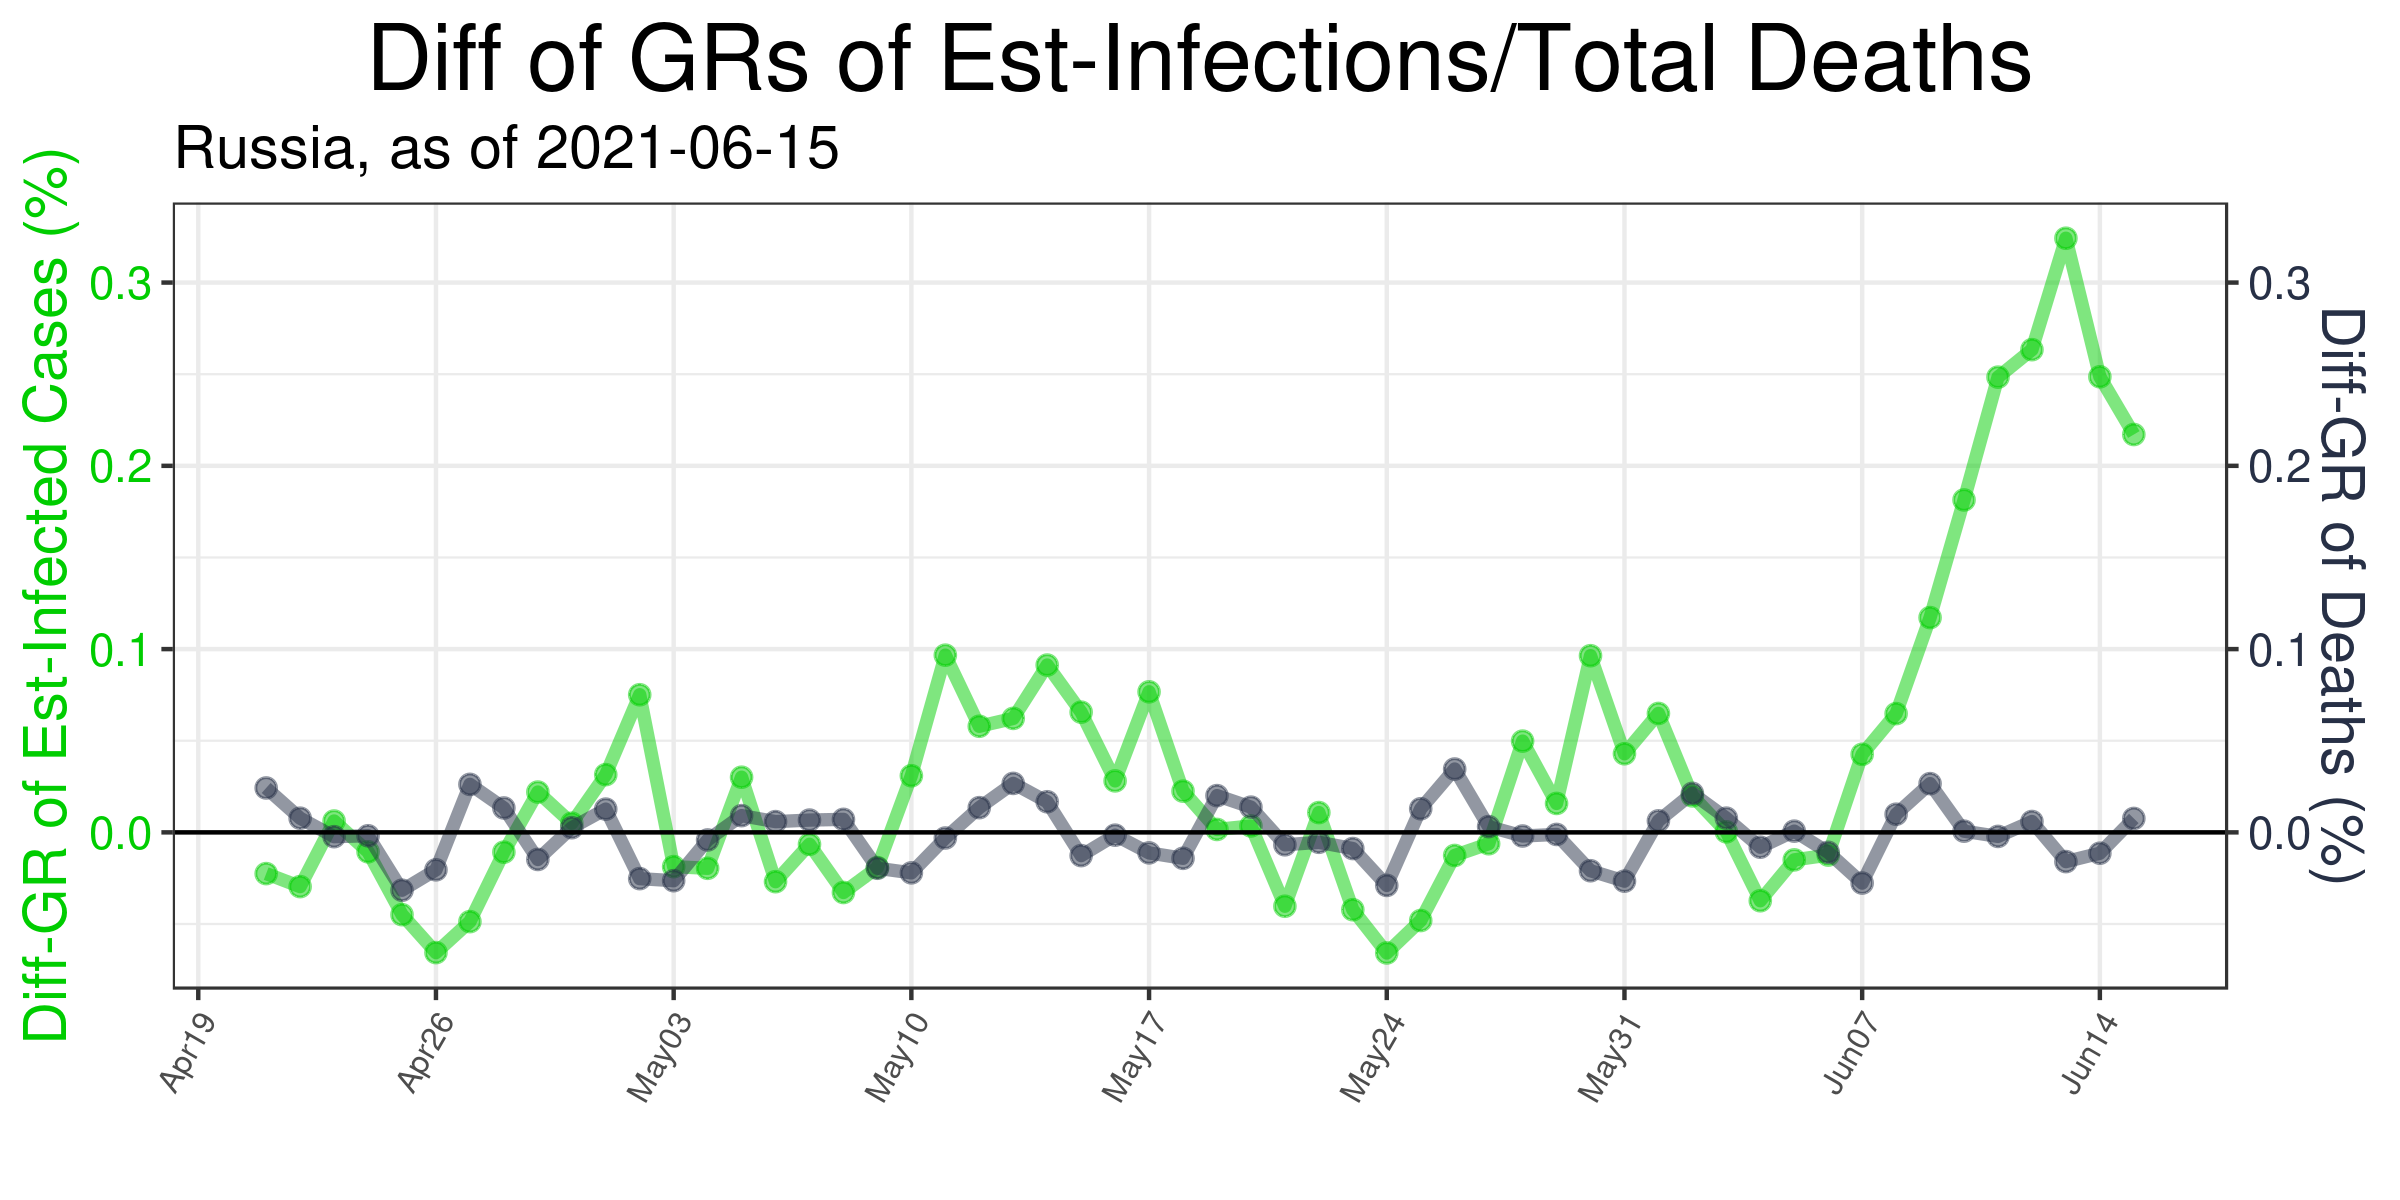 Diff of GRs of Est-Infections/Total Deaths
Russia, as of 2021-06-15
Diff-GR of Est-Infected Cases (%)
0.3
0.2
0.1
0.0
0.3
0.2
0.1
0.0
Diff-GR of Deaths (%)
Apr19
Apr26
May03
May10
May17
May24
May31
Jun07
Jun14